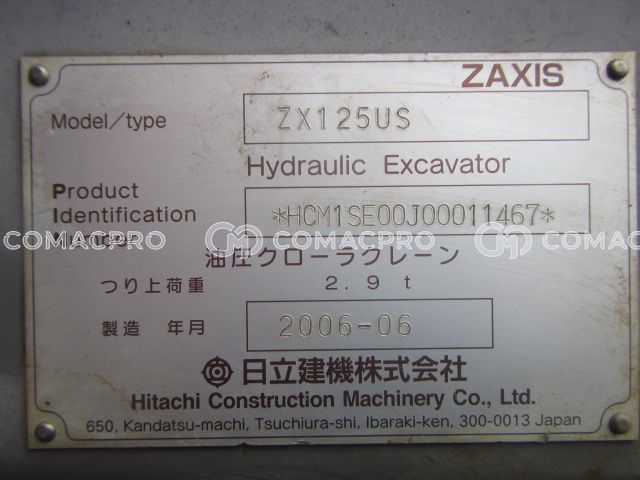 ZAXIS
Model/type ZX125US
Hydraulic Excavator
Product
Identification *HCM1SE00J00011467*
Number
COMACPRO COMACPRO COMACPRO
油圧クローラクレーン
つり上荷重 2.9 t
製造 年月 2006-06
日立建機株式会社
Hitachi Construction Machinery Co., Ltd.
650, Kandatsu-machi, Tsuchiura-shi, Ibaraki-ken, 300-0013 Japan